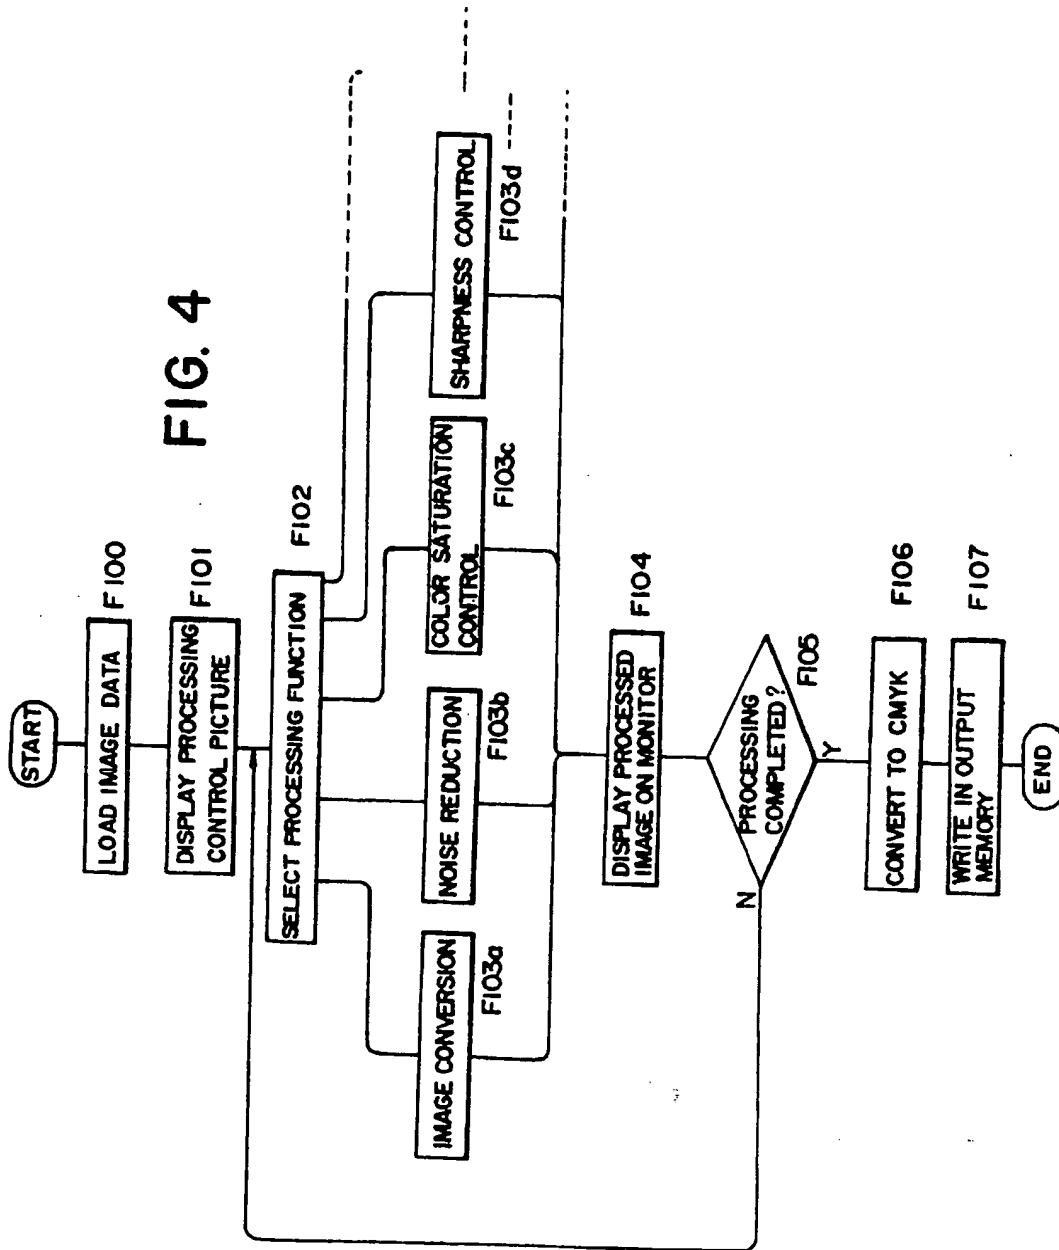 FIG. 4
START
LOAD IMAGE DATA
F100
DISPLAY PROCESSING
CONTROL PICTURE
F101
SELECT PROCESSING FUNCTION
F102
IMAGE CONVERSION
F103a
NOISE REDUCTION
F103b
COLOR SATURATION
CONTROL
F103c
SHARPNESS CONTROL
F103d
DISPLAY PROCESSED
IMAGE ON MONITOR
F104
PROCESSING
COMPLETED?
F105
N
Y
CONVERT TO CMYK
F106
WRITE IN OUTPUT
MEMORY
F107
END